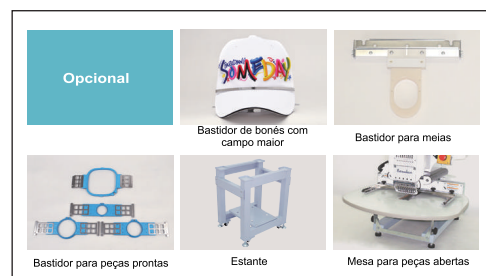 Opcional
SOMEDAY
Bastidor de bonés com
campo maior
Bastidor para meias
Bastidor para peças prontas
Estante
Mesa para peças abertas